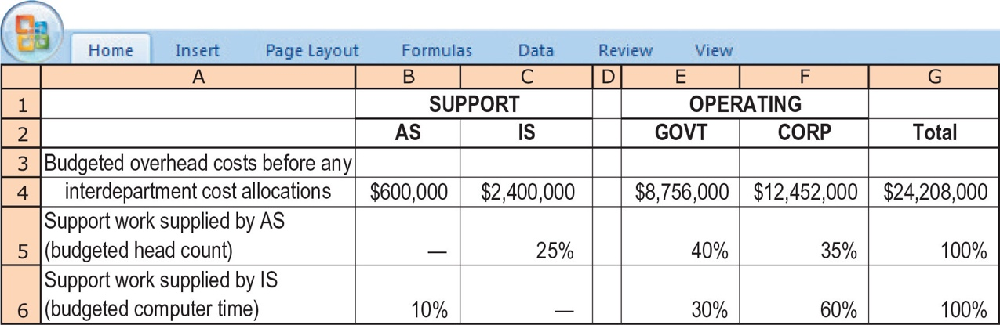 Home Insert Page Layout Formulas Data Review View
A B C D E F G
1 SUPPORT OPERATING
2 AS IS GOVT CORP Total
3 Budgeted overhead costs before any
4 interdepartment cost allocations $600,000 $2,400,000 $8,756,000 $12,452,000 $24,208,000
Support work supplied by AS
5 (budgeted head count) — 25% 40% 35% 100%
Support work supplied by IS
6 (budgeted computer time) 10% — 30% 60% 100%